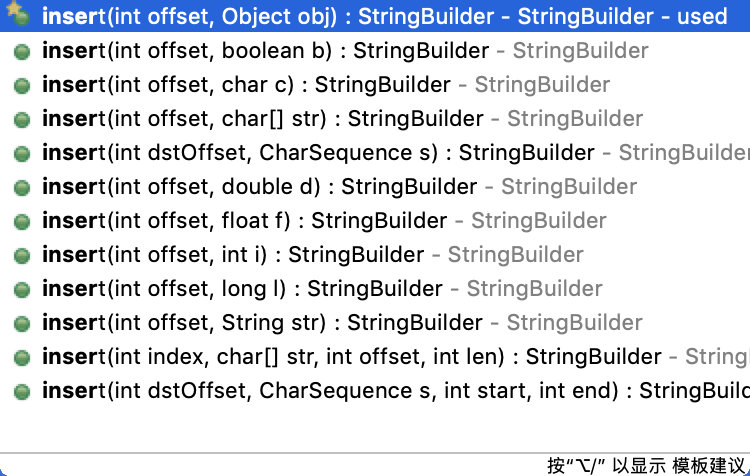 insert(int offset, Object obj) : StringBuilder - StringBuilder - used
insert(int offset, boolean b) : StringBuilder - StringBuilder
insert(int offset, char c) : StringBuilder - StringBuilder
insert(int offset, char[] str) : StringBuilder - StringBuilder
insert(int dstOffset, CharSequence s) : StringBuilder - StringBuilder
insert(int offset, double d) : StringBuilder - StringBuilder
insert(int offset, float f) : StringBuilder - StringBuilder
insert(int offset, int i) : StringBuilder - StringBuilder
insert(int offset, long l) : StringBuilder - StringBuilder
insert(int offset, String str) : StringBuilder - StringBuilder
insert(int index, char[] str, int offset, int len) : StringBuilder - String
insert(int dstOffset, CharSequence s, int start, int end) : StringBu
按“⌥/” 以显示 模板建议